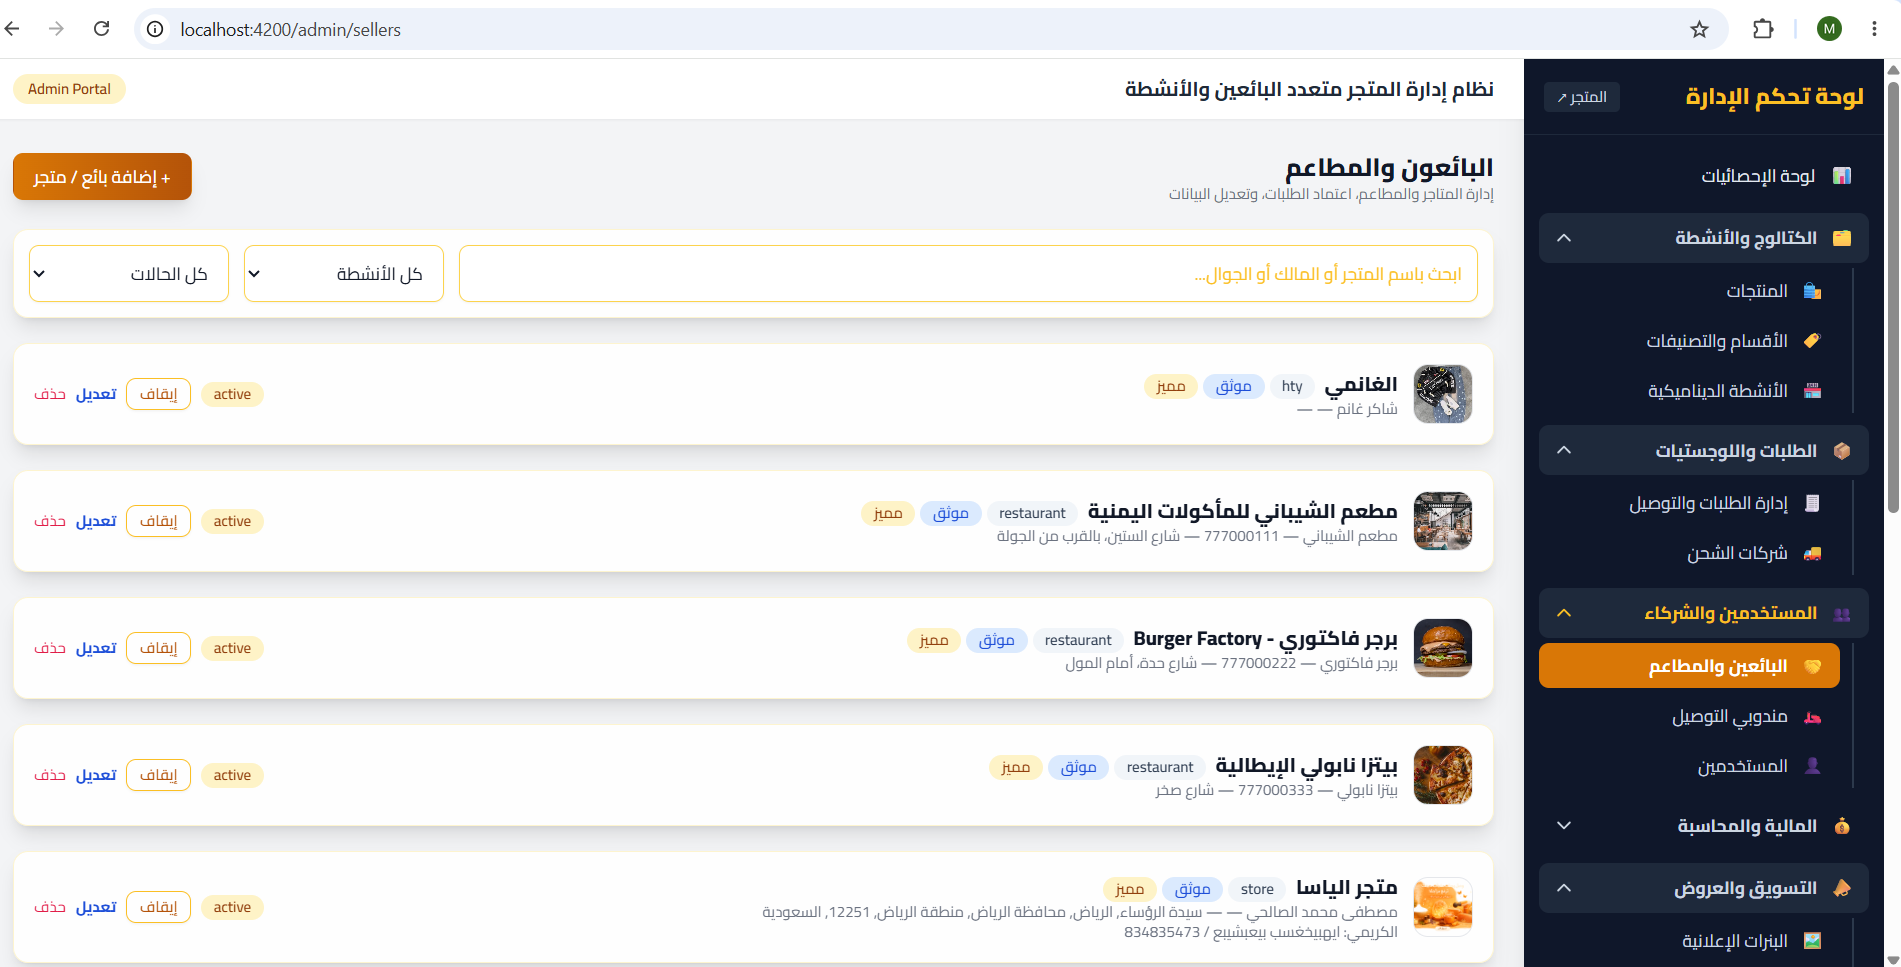 localhost:4200/admin/sellers
M
لوحة تحكم الإدارة
المتجر ↗
لوحة الإحصائيات
الكتالوج والأنشطة
المنتجات
الأقسام والتصنيفات
الأنشطة الديناميكية
الطلبات واللوجستيات
إدارة الطلبات والتوصيل
شركات الشحن
المستخدمين والشركاء
البائعين والمطاعم
مندوبي التوصيل
المستخدمين
المالية والمحاسبة
التسويق والعروض
البنرات الإعلانية
نظام إدارة المتجر متعدد البائعين والأنشطة
Admin Portal
البائعون والمطاعم
إدارة المتاجر والمطاعم، اعتماد الطلبات، وتعديل البيانات
+ إضافة بائع / متجر
ابحث باسم المتجر أو المالك أو الجوال...
كل الأنشطة
كل الحالات
الغانمي hty موثق مميز
شاكر غانم — —
active إيقاف تعديل حذف
مطعم الشيباني للمأكولات اليمنية restaurant موثق مميز
مطعم الشيباني — 777000111 — شارع الستين، بالقرب من الجولة
active إيقاف تعديل حذف
برجر فاكتوري - Burger Factory restaurant موثق مميز
برجر فاكتوري — 777000222 — شارع حدة، أمام المول
active إيقاف تعديل حذف
بيتزا نابولي الإيطالية restaurant موثق مميز
بيتزا نابولي — 777000333 — شارع صخر
active إيقاف تعديل حذف
متجر الياسا store موثق مميز
مصطفى محمد الصالحي — — سيدة الرؤساء, الرياض, محافظة الرياض, منطقة الرياض, 12251, السعودية
الكريمي: ايهبيخغسب بيعبشيبع / 834835473
active إيقاف تعديل حذف